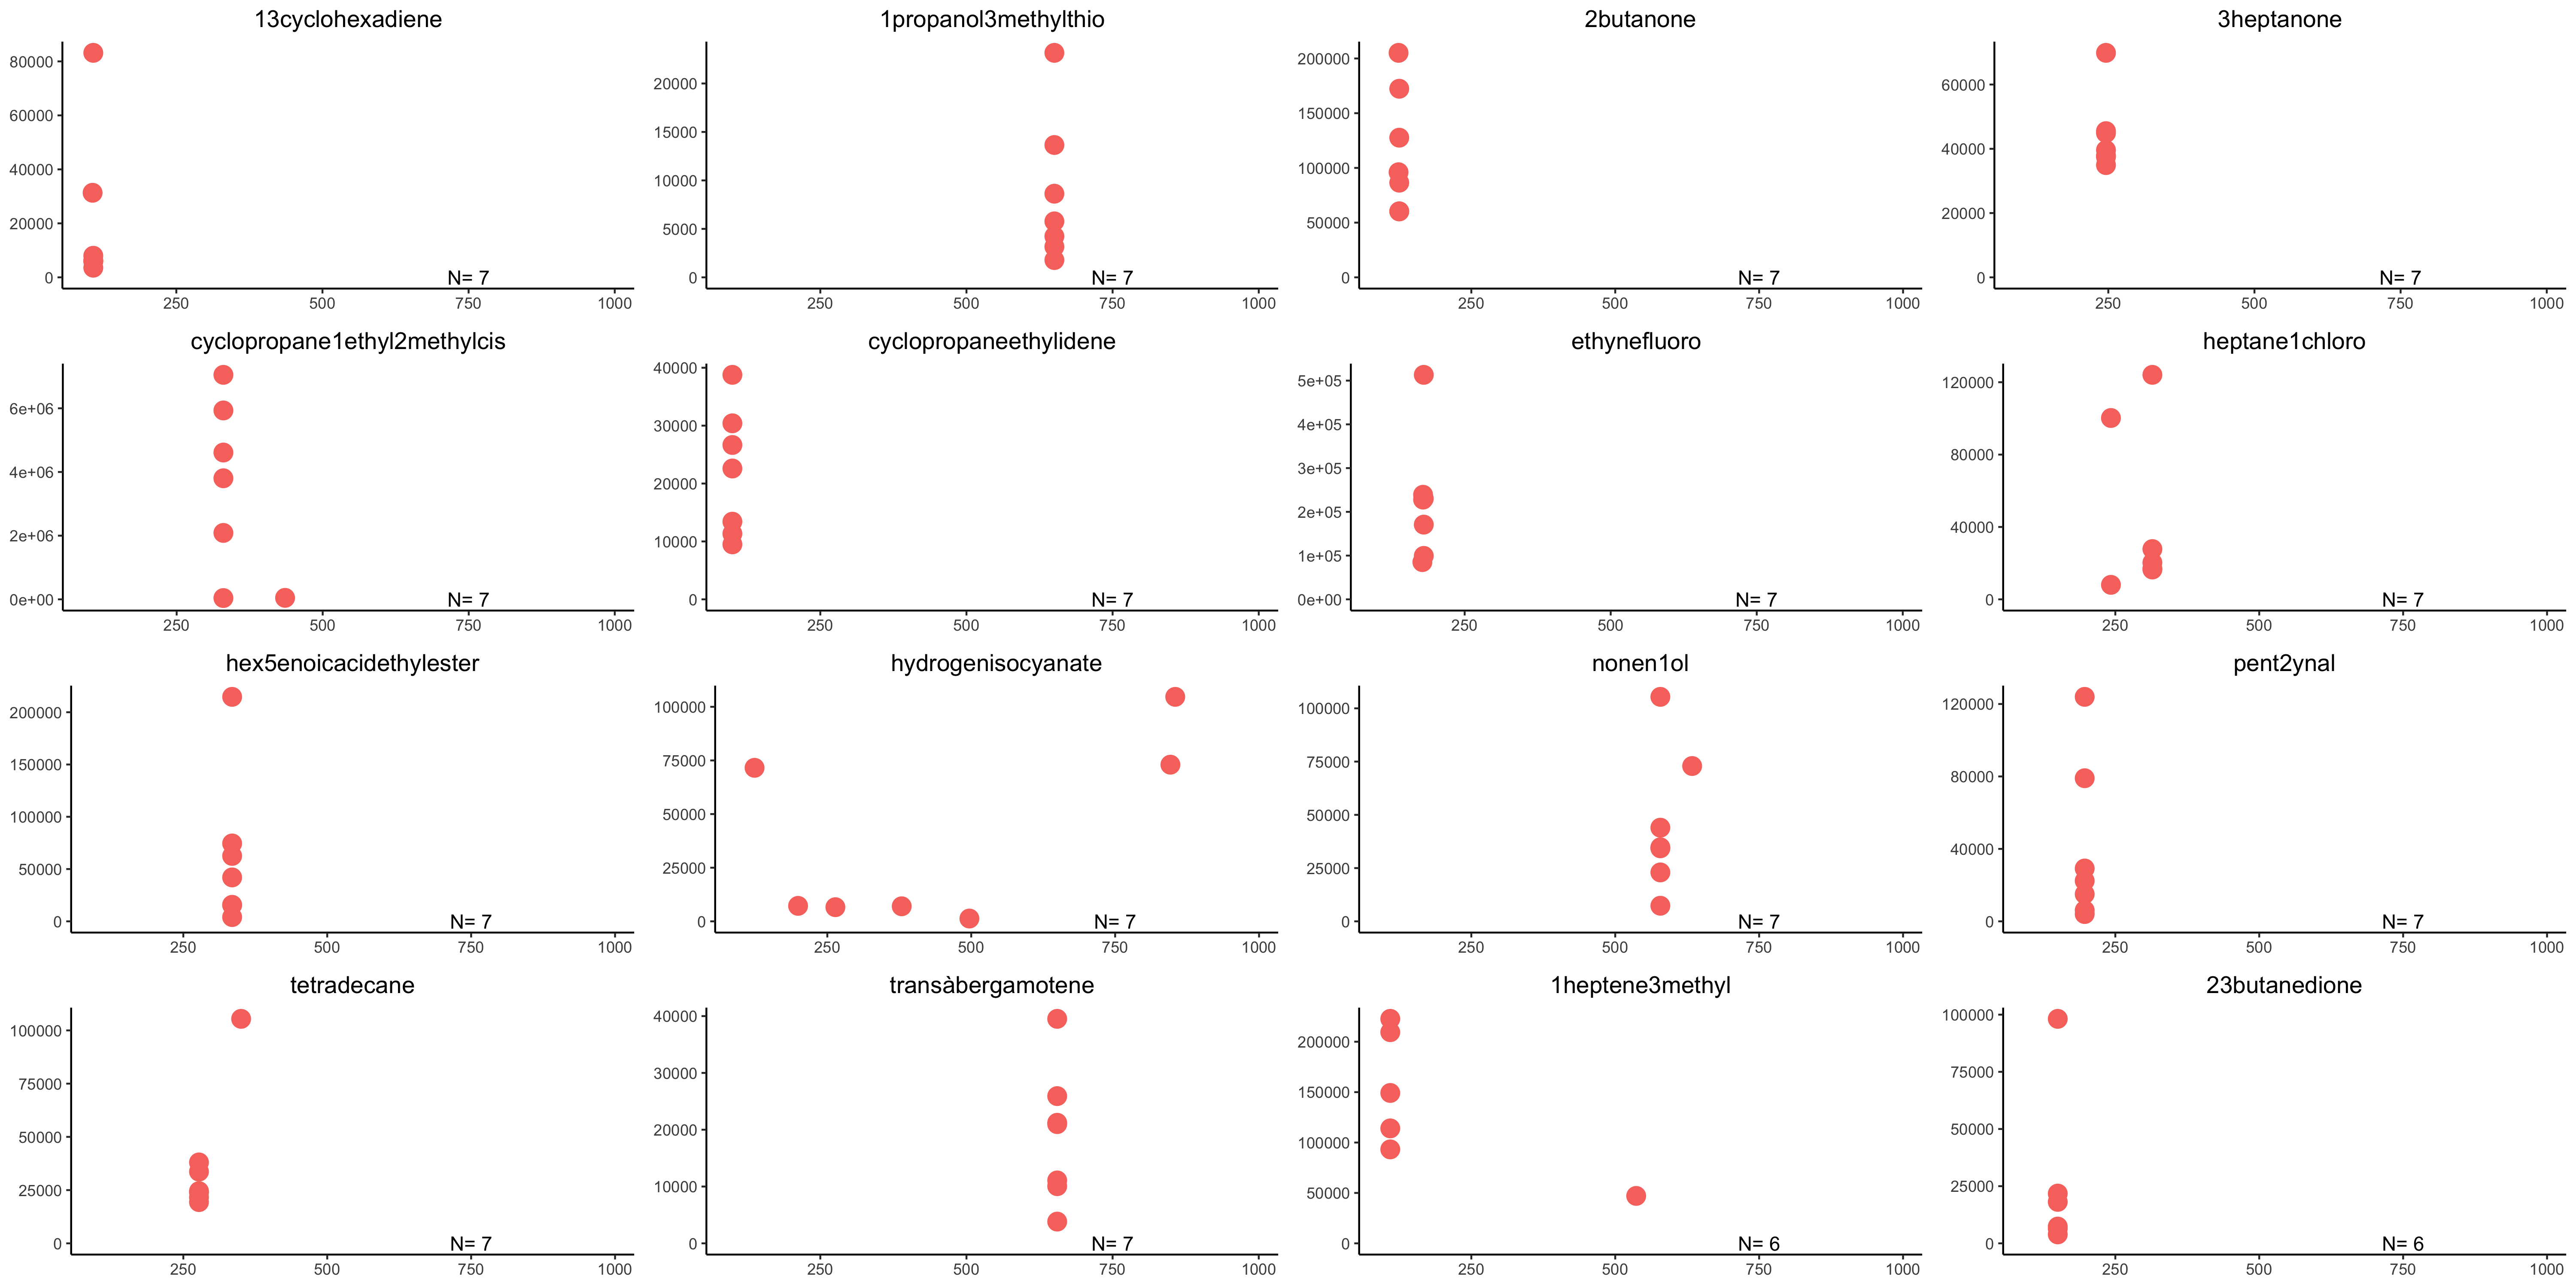 13cyclohexadiene
80000
60000
40000
20000
0
N= 7
250 500 750 1000
1propanol3methylthio
20000
15000
10000
5000
0
N= 7
250 500 750 1000
2butanone
200000
150000
100000
50000
0
N= 7
250 500 750 1000
3heptanone
60000
40000
20000
0
N= 7
250 500 750 1000
cyclopropane1ethyl2methylcis
6e+06
4e+06
2e+06
0e+00
N= 7
250 500 750 1000
cyclopropaneethylidene
40000
30000
20000
10000
0
N= 7
250 500 750 1000
ethynefluoro
5e+05
4e+05
3e+05
2e+05
1e+05
0e+00
N= 7
250 500 750 1000
heptane1chloro
120000
80000
40000
0
N= 7
250 500 750 1000
hex5enoicacidethylester
200000
150000
100000
50000
0
N= 7
250 500 750 1000
hydrogenisocyanate
100000
75000
50000
25000
0
N= 7
250 500 750 1000
nonen1ol
100000
75000
50000
25000
0
N= 7
250 500 750 1000
pent2ynal
120000
80000
40000
0
N= 7
250 500 750 1000
tetradecane
100000
75000
50000
25000
0
N= 7
250 500 750 1000
transàbergamotene
40000
30000
20000
10000
0
N= 7
250 500 750 1000
1heptene3methyl
200000
150000
100000
50000
0
N= 6
250 500 750 1000
23butanedione
100000
75000
50000
25000
0
N= 6
250 500 750 1000